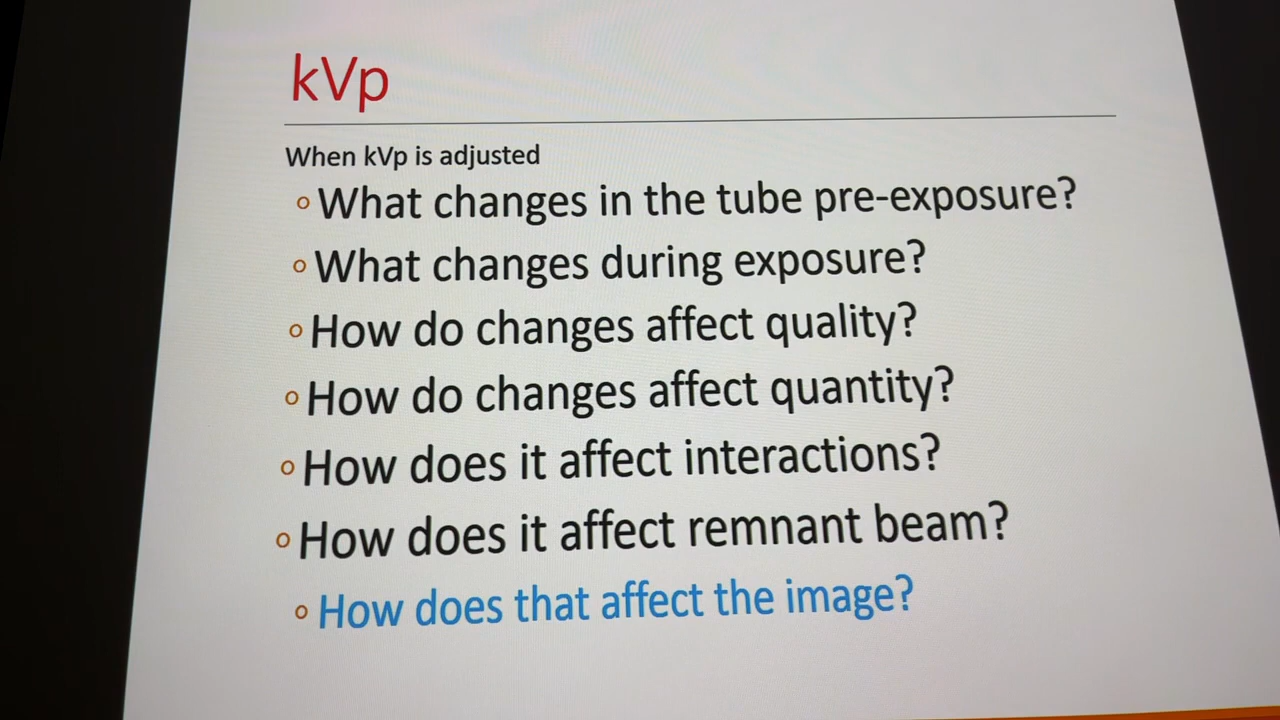 kVp
When kVp is adjusted
What changes in the tube pre-exposure?
What changes during exposure?
How do changes affect quality?
How do changes affect quantity?
How does it affect interactions?
How does it affect remnant beam?
How does that affect the image?